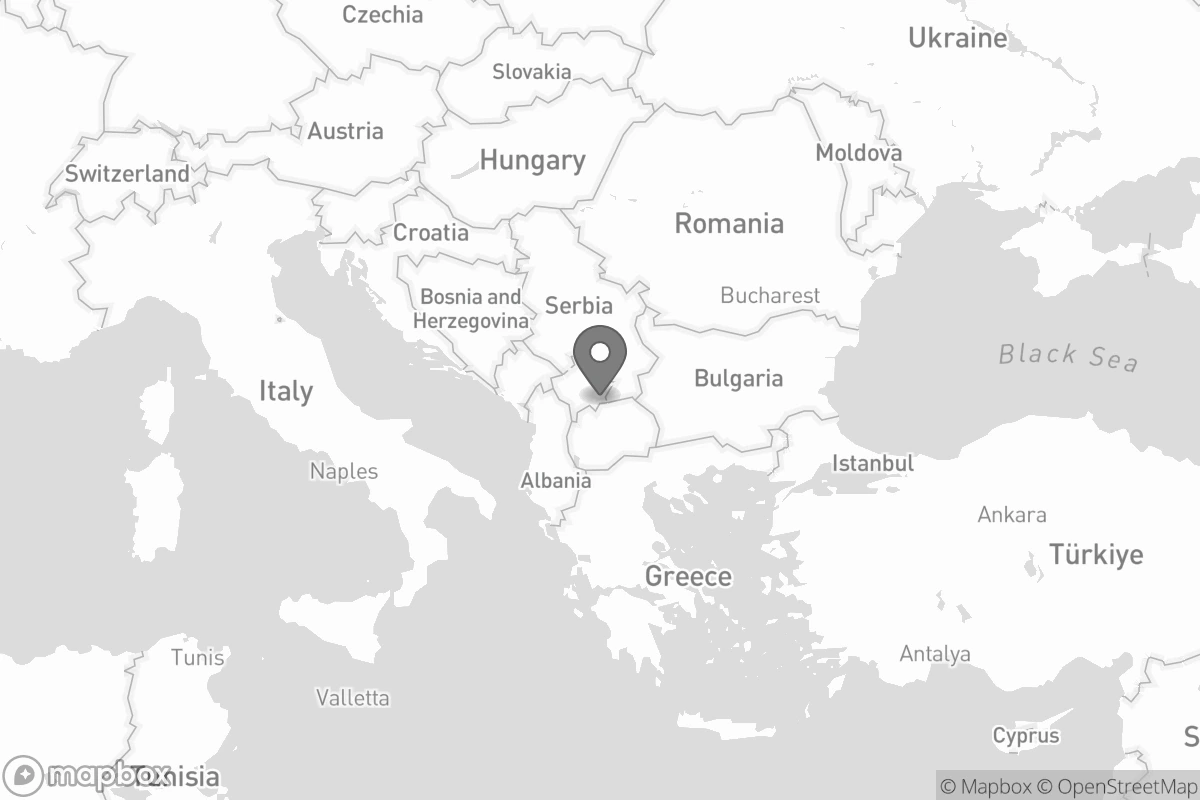 Czechia
Ukraine
Slovakia
Austria
Moldova
Hungary
Switzerland
Romania
Croatia
Bucharest
Bosnia and
Herzegovina
Serbia
Black Sea
Bulgaria
Italy
Istanbul
Naples
Albania
Ankara
Türkiye
Greece
Antalya
Tunis
Valletta
Cyprus
S
mapbox
Tunisia
© Mapbox © OpenStreetMap